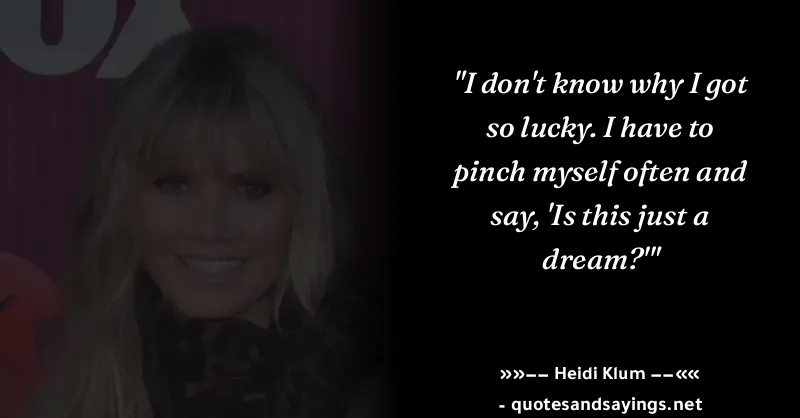 OX
"I don't know why I got
so lucky. I have to
pinch myself often and
say, 'Is this just a
dream?'"
»»−− Heidi Klum −−««
- quotesandsayings.net